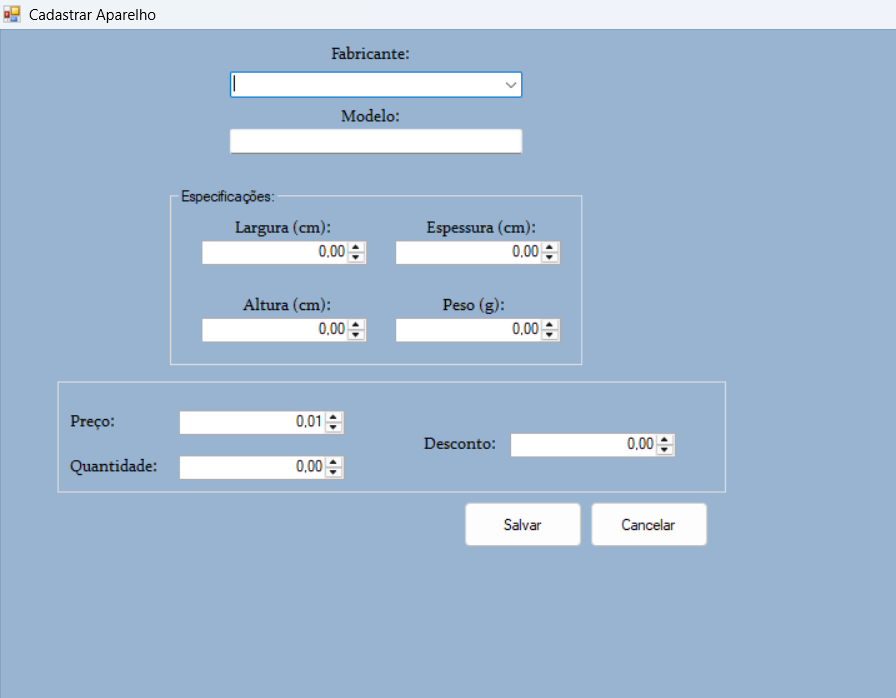 Cadastrar Aparelho
Fabricante:
Modelo:
Especificações:
Largura (cm): Espessura (cm):
0,00 0,00
Altura (cm): Peso (g):
0,00 0,00
Preço: 0,01
Desconto: 0,00
Quantidade: 0,00
Salvar Cancelar